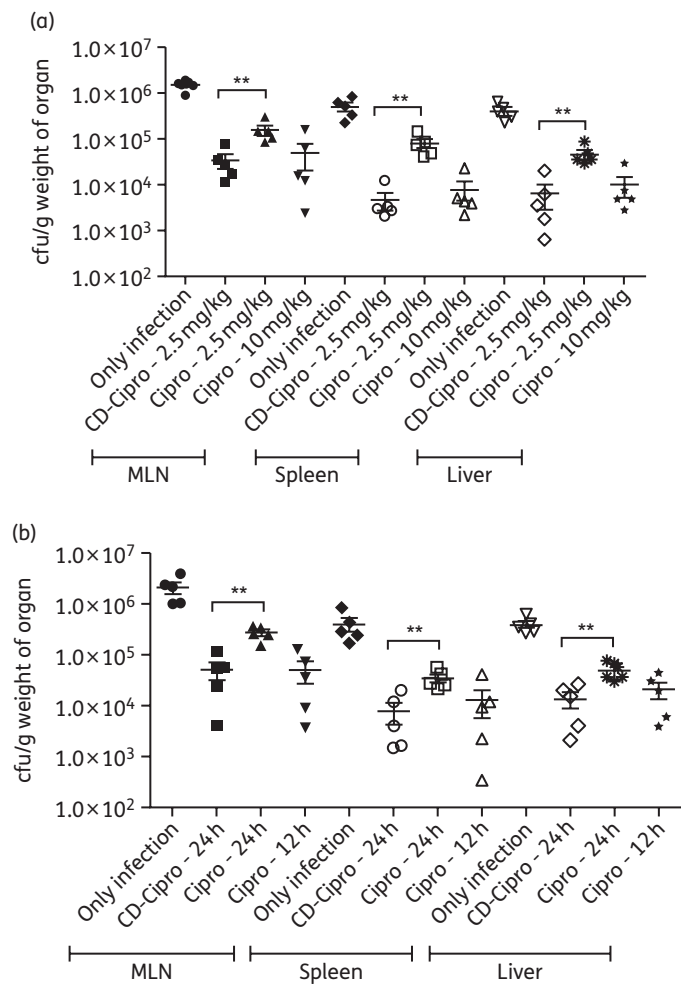 (a)
1.0×10⁷
1.0×10⁶
1.0×10⁵
1.0×10⁴
1.0×10³
1.0×10²
cfu/g weight of organ
**
**
**
Only infection
CD-Cipro - 2.5 mg/kg
Cipro - 2.5 mg/kg
Cipro - 10 mg/kg
Only infection
CD-Cipro - 2.5 mg/kg
Cipro - 2.5 mg/kg
Cipro - 10 mg/kg
Only infection
CD-Cipro - 2.5 mg/kg
Cipro - 2.5 mg/kg
Cipro - 10 mg/kg
MLN
Spleen
Liver
(b)
1.0×10⁷
1.0×10⁶
1.0×10⁵
1.0×10⁴
1.0×10³
1.0×10²
cfu/g weight of organ
**
**
**
Only infection
CD-Cipro - 24 h
Cipro - 24 h
Cipro - 12 h
Only infection
CD-Cipro - 24 h
Cipro - 24 h
Cipro - 12 h
Only infection
CD-Cipro - 24 h
Cipro - 24 h
Cipro - 12 h
MLN
Spleen
Liver